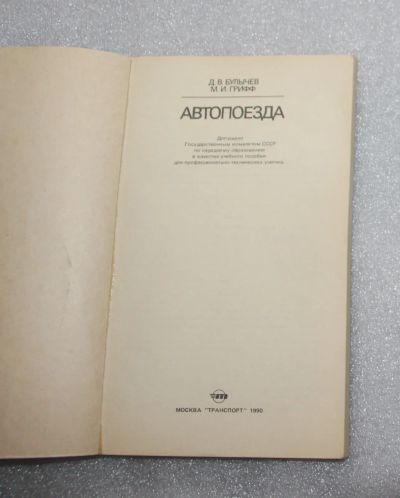 Д. В. БУЛЫЧЕВ
М. И. ГРИФФ
АВТОПОЕЗДА
Допущено
Государственным комитетом СССР
по народному образованию
в качестве учебного пособия
для профессионально-технических училищ
МОСКВА "ТРАНСПОРТ" 1990